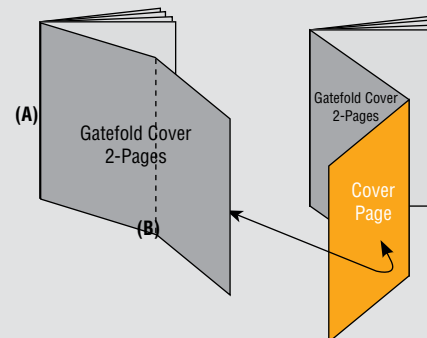 (A)
Gatefold Cover
2-Pages
(B)
Gatefold Cover
2-Pages
Cover
Page